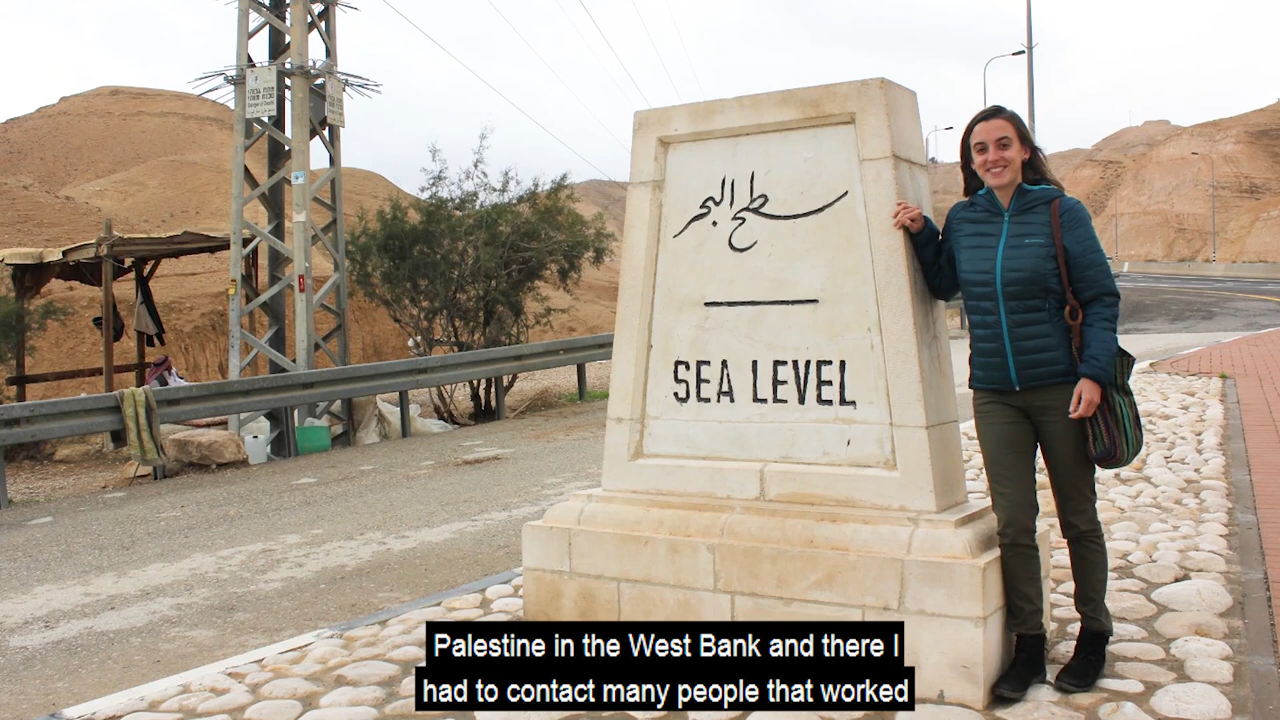 سطح البحر
SEA LEVEL
Palestine in the West Bank and there I
had to contact many people that worked